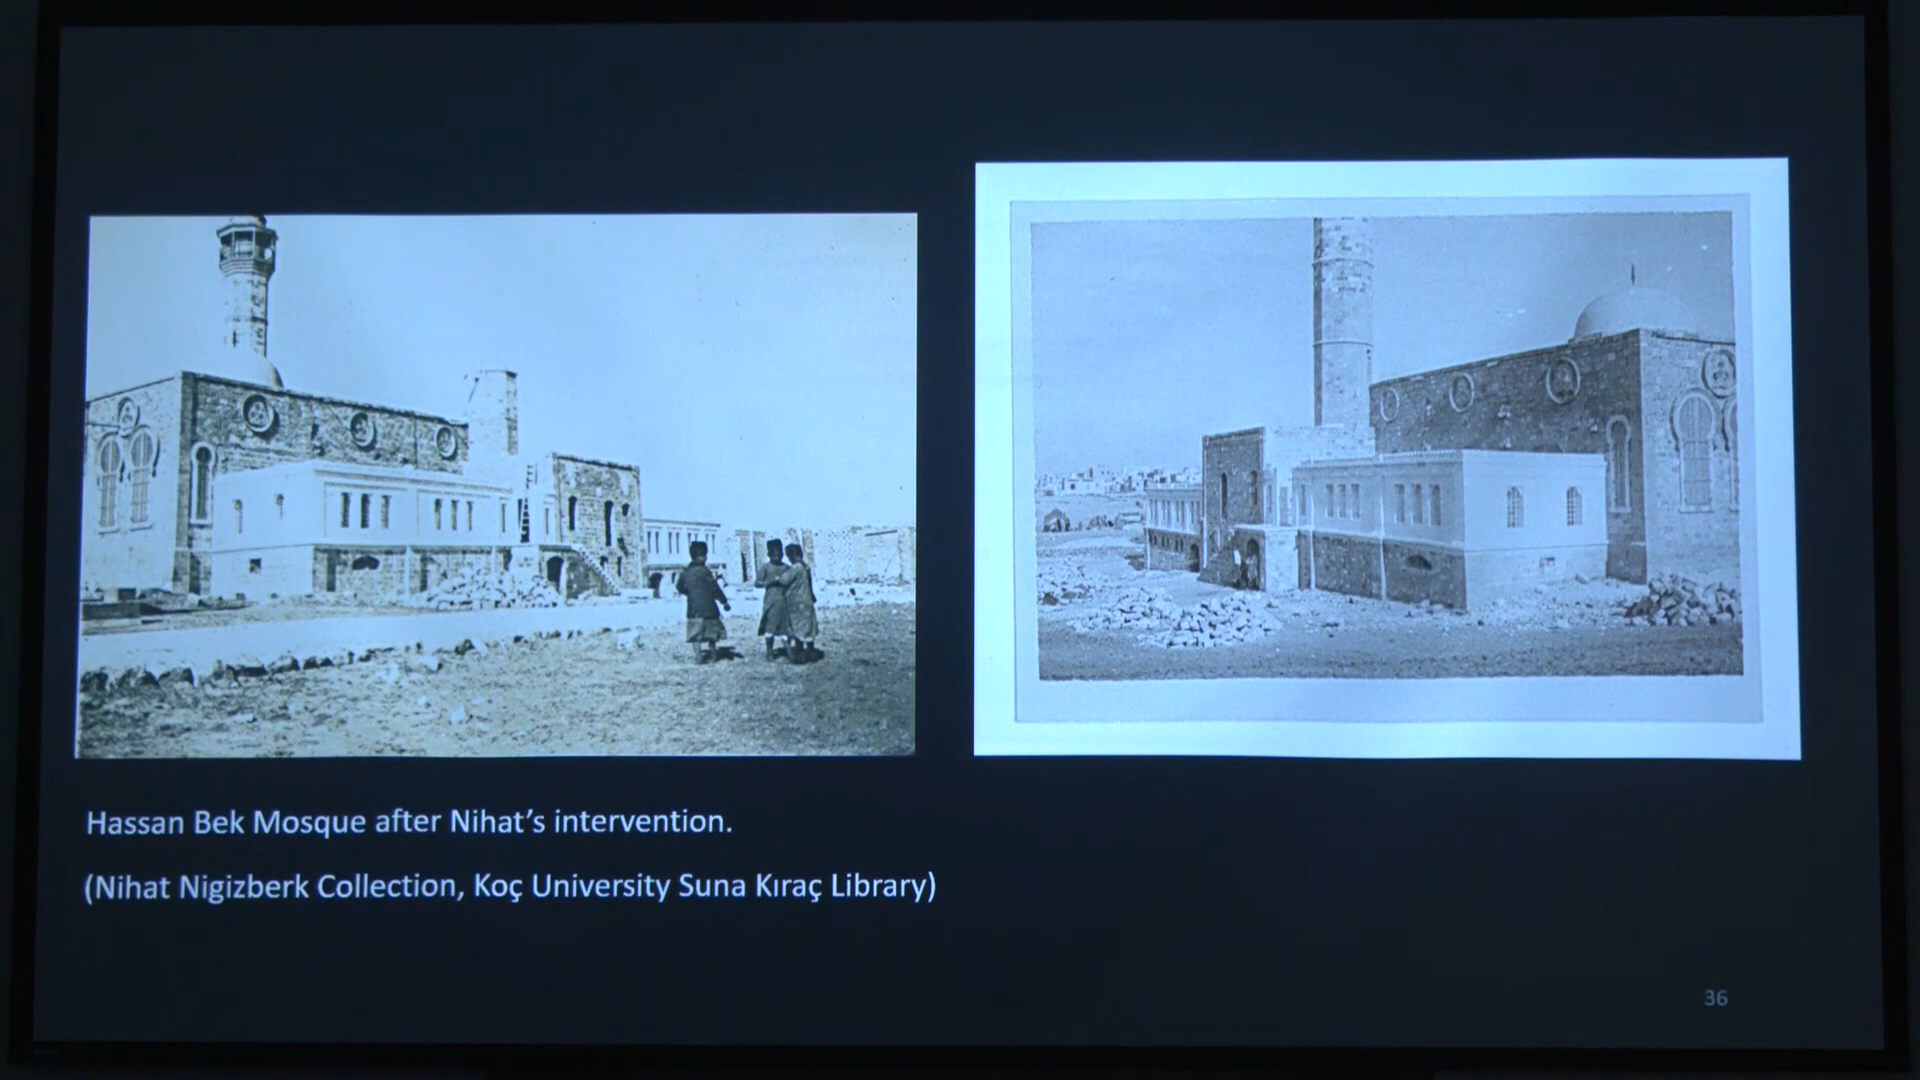 Hassan Bek Mosque after Nihat's intervention.
(Nihat Nigizberk Collection, Koç University Suna Kıraç Library)
36